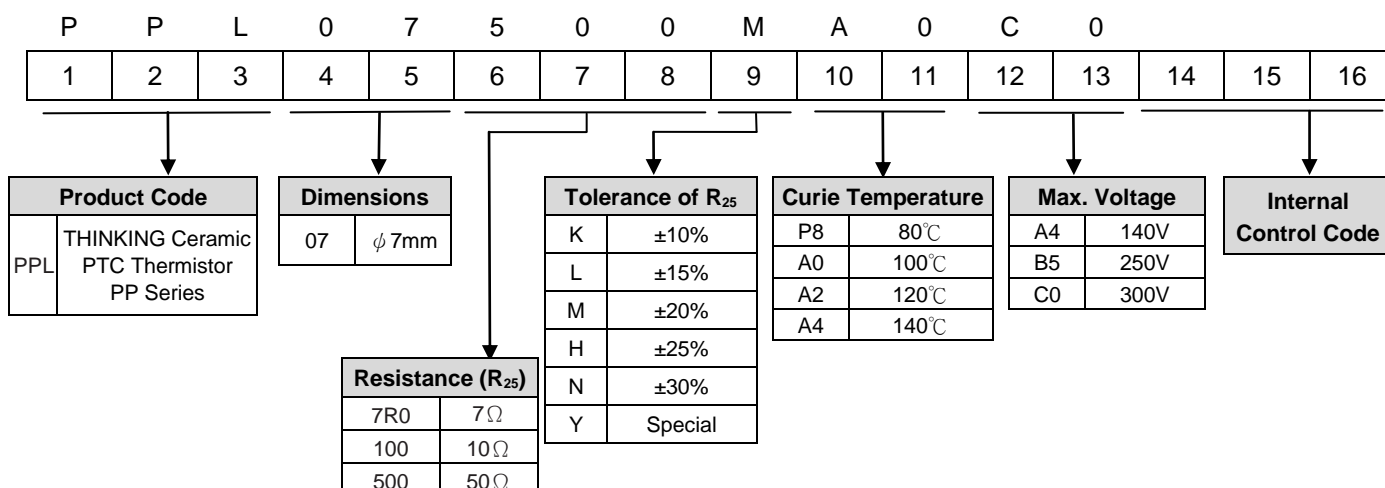 P P L 0 7 5 0 0 M A 0 C 0
1 2 3 4 5 6 7 8 9 10 11 12 13 14 15 16
Product Code
PPL THINKING Ceramic
PTC Thermistor
PP Series
Dimensions
07 ϕ 7mm
Resistance (R25)
7R0 7Ω
100 10Ω
500 50Ω
Tolerance of R25
K ±10%
L ±15%
M ±20%
H ±25%
N ±30%
Y Special
Curie Temperature
P8 80℃
A0 100℃
A2 120℃
A4 140℃
Max. Voltage
A4 140V
B5 250V
C0 300V
Internal
Control Code